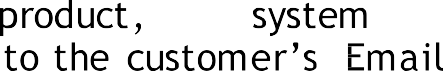 product, system
to the customer’s Email